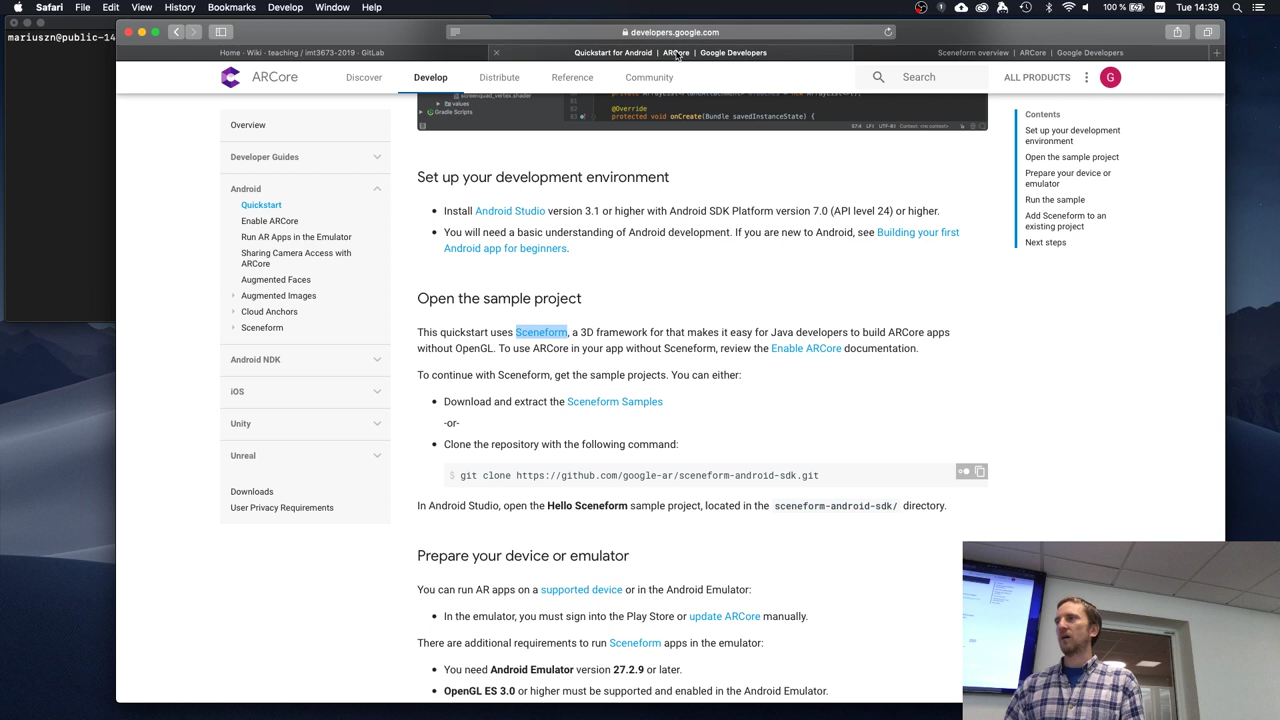 Safari File Edit View History Bookmarks Window Help
100 % DV Tue 14:39
mariuszn@public-14
developers.google.com
Home · Wiki · teaching / imt3673-2019 · GitLab
Quickstart for Android | ARCore | Google Developers
Sceneform overview | ARCore | Google Developers
ARCore
Discover
Develop
Distribute
Reference
Community
Search
ALL PRODUCTS
G
Overview
Developer Guides
Android
Quickstart
Enable ARCore
Run AR Apps in the Emulator
Sharing Camera Access with
ARCore
Augmented Faces
Augmented Images
Cloud Anchors
Sceneform
Android NDK
iOS
Unity
Unreal
Downloads
User Privacy Requirements
screenquad_vertex.shader
values
Gradle Scripts
81
82 @Override
83 protected void onCreate(Bundle savedInstanceState) {
Set up your development environment
Install Android Studio version 3.1 or higher with Android SDK Platform version 7.0 (API level 24) or higher.
You will need a basic understanding of Android development. If you are new to Android, see Building your first
Android app for beginners.
Open the sample project
This quickstart uses Sceneform, a 3D framework for that makes it easy for Java developers to build ARCore apps
without OpenGL. To use ARCore in your app without Sceneform, review the Enable ARCore documentation.
To continue with Sceneform, get the sample projects. You can either:
Download and extract the Sceneform Samples
-or-
Clone the repository with the following command:
$ git clone https://github.com/google-ar/sceneform-android-sdk.git
In Android Studio, open the Hello Sceneform sample project, located in the sceneform-android-sdk/ directory.
Prepare your device or emulator
You can run AR apps on a supported device or in the Android Emulator:
In the emulator, you must sign into the Play Store or update ARCore manually.
There are additional requirements to run Sceneform apps in the emulator:
You need Android Emulator version 27.2.9 or later.
OpenGL ES 3.0 or higher must be supported and enabled in the Android Emulator.
Contents
Set up your development
environment
Open the sample project
Prepare your device or
emulator
Run the sample
Add Sceneform to an
existing project
Next steps